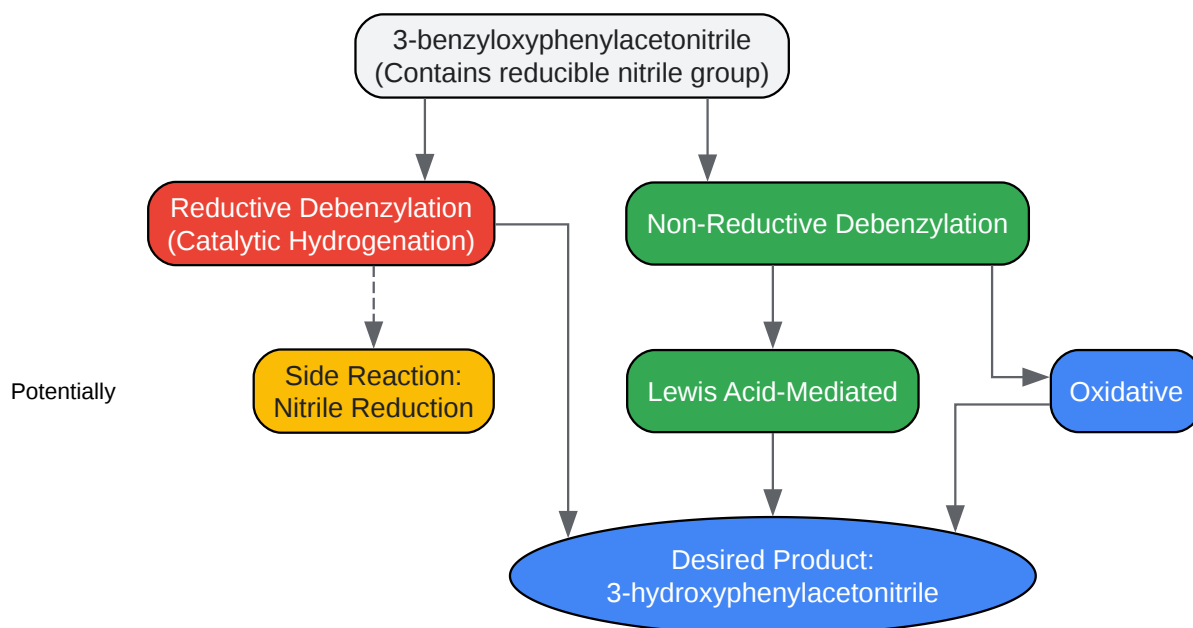 3-benzyloxyphenylacetonitrile
(Contains reducible nitrile group)
Reductive Debenzylation
(Catalytic Hydrogenation)
Non-Reductive Debenzylation
Potentially
Side Reaction:
Nitrile Reduction
Lewis Acid-Mediated
Oxidative
Desired Product:
3-hydroxyphenylacetonitrile